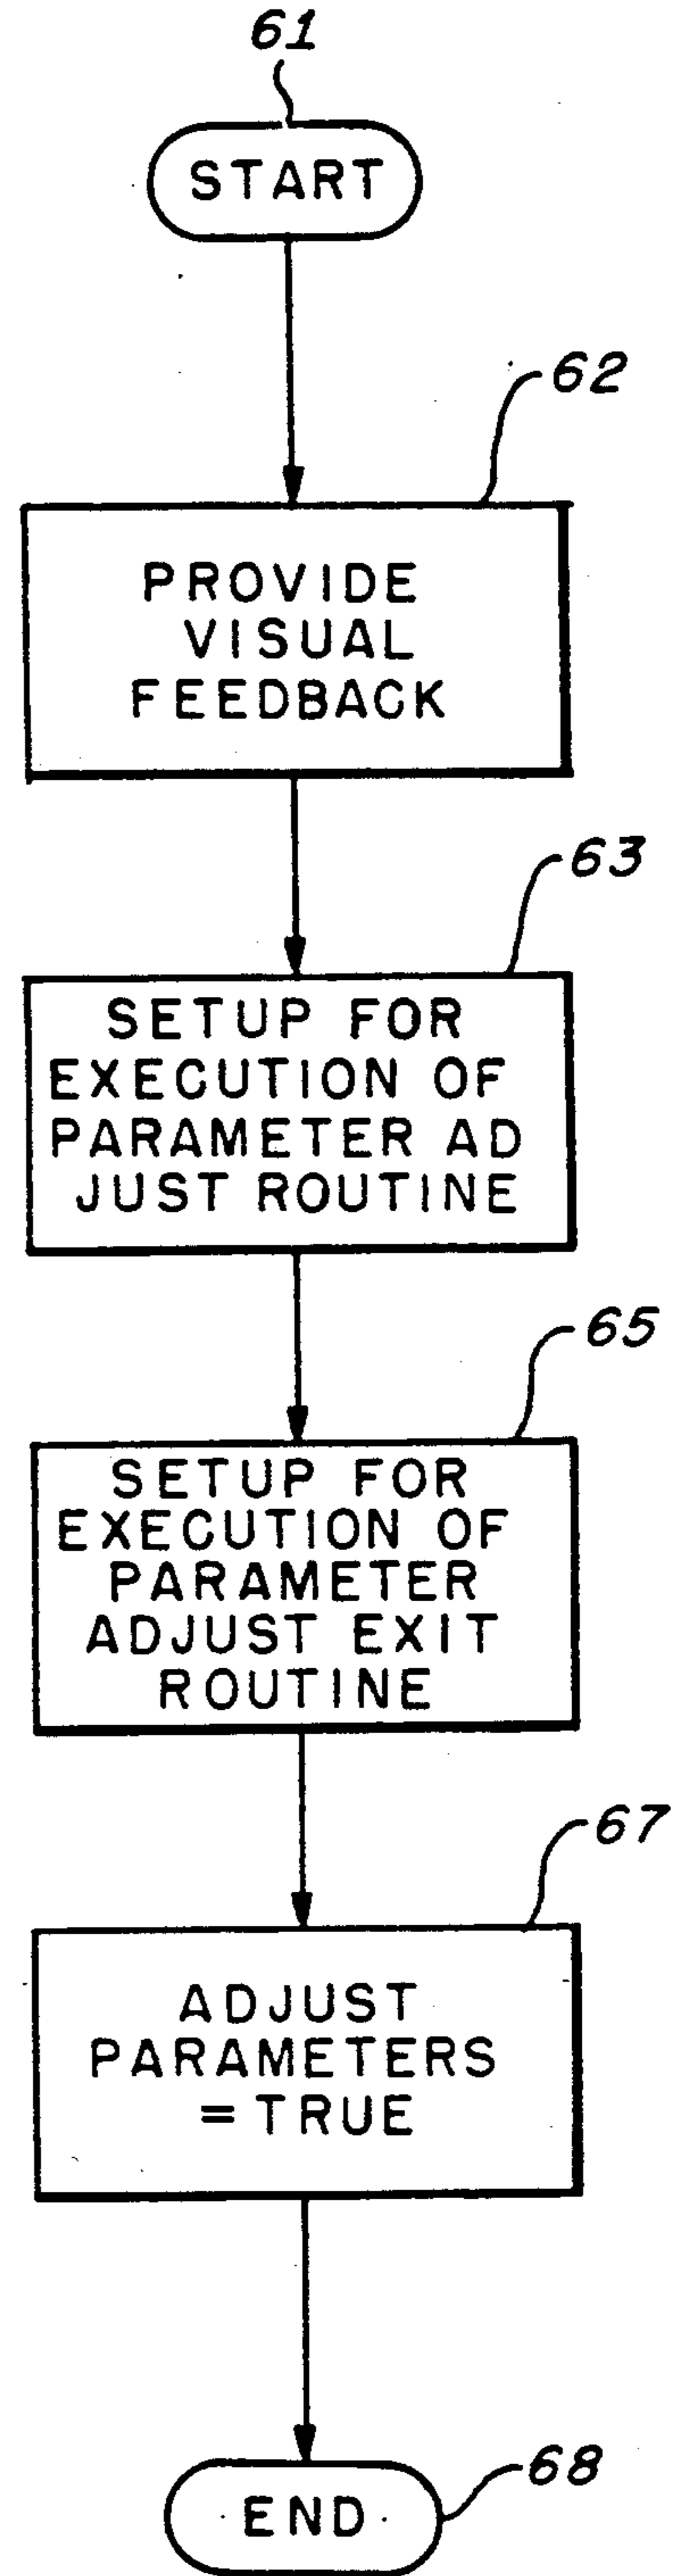 61
START
62
PROVIDE
VISUAL
FEEDBACK
63
SETUP FOR
EXECUTION OF
PARAMETER AD
JUST ROUTINE
65
SETUP FOR
EXECUTION OF
PARAMETER
ADJUST EXIT
ROUTINE
67
ADJUST
PARAMETERS
= TRUE
68
END